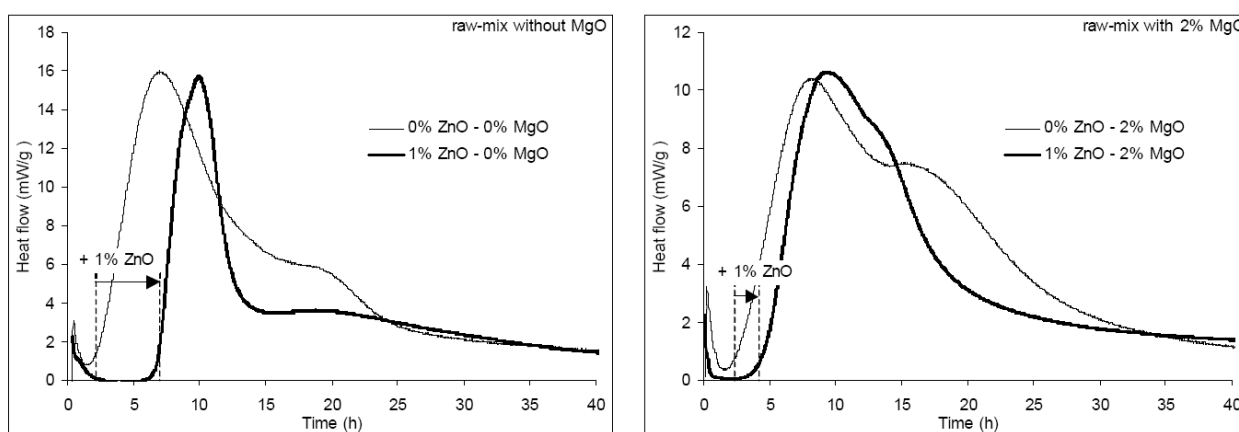 raw-mix without MgO
18
16
14
12
10
8
6
4
2
0
Heat flow (mW/g )
0% ZnO - 0% MgO
1% ZnO - 0% MgO
+ 1% ZnO
0 5 10 15 20 25 30 35 40
Time (h)
raw-mix with 2% MgO
12
10
8
6
4
2
0
Heat flow (mW/g )
0% ZnO - 2% MgO
1% ZnO - 2% MgO
+ 1% ZnO
0 5 10 15 20 25 30 35 40
Time (h)